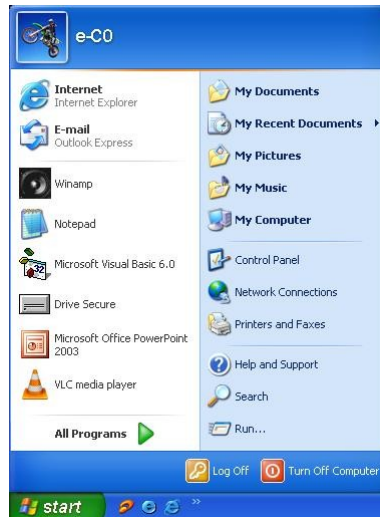 e-C0
Internet
Internet Explorer
E-mail
Outlook Express
Winamp
Notepad
Microsoft Visual Basic 6.0
Drive Secure
Microsoft Office PowerPoint
2003
VLC media player
All Programs
My Documents
My Recent Documents
My Pictures
My Music
My Computer
Control Panel
Network Connections
Printers and Faxes
Help and Support
Search
Run...
Log Off
Turn Off Computer
start